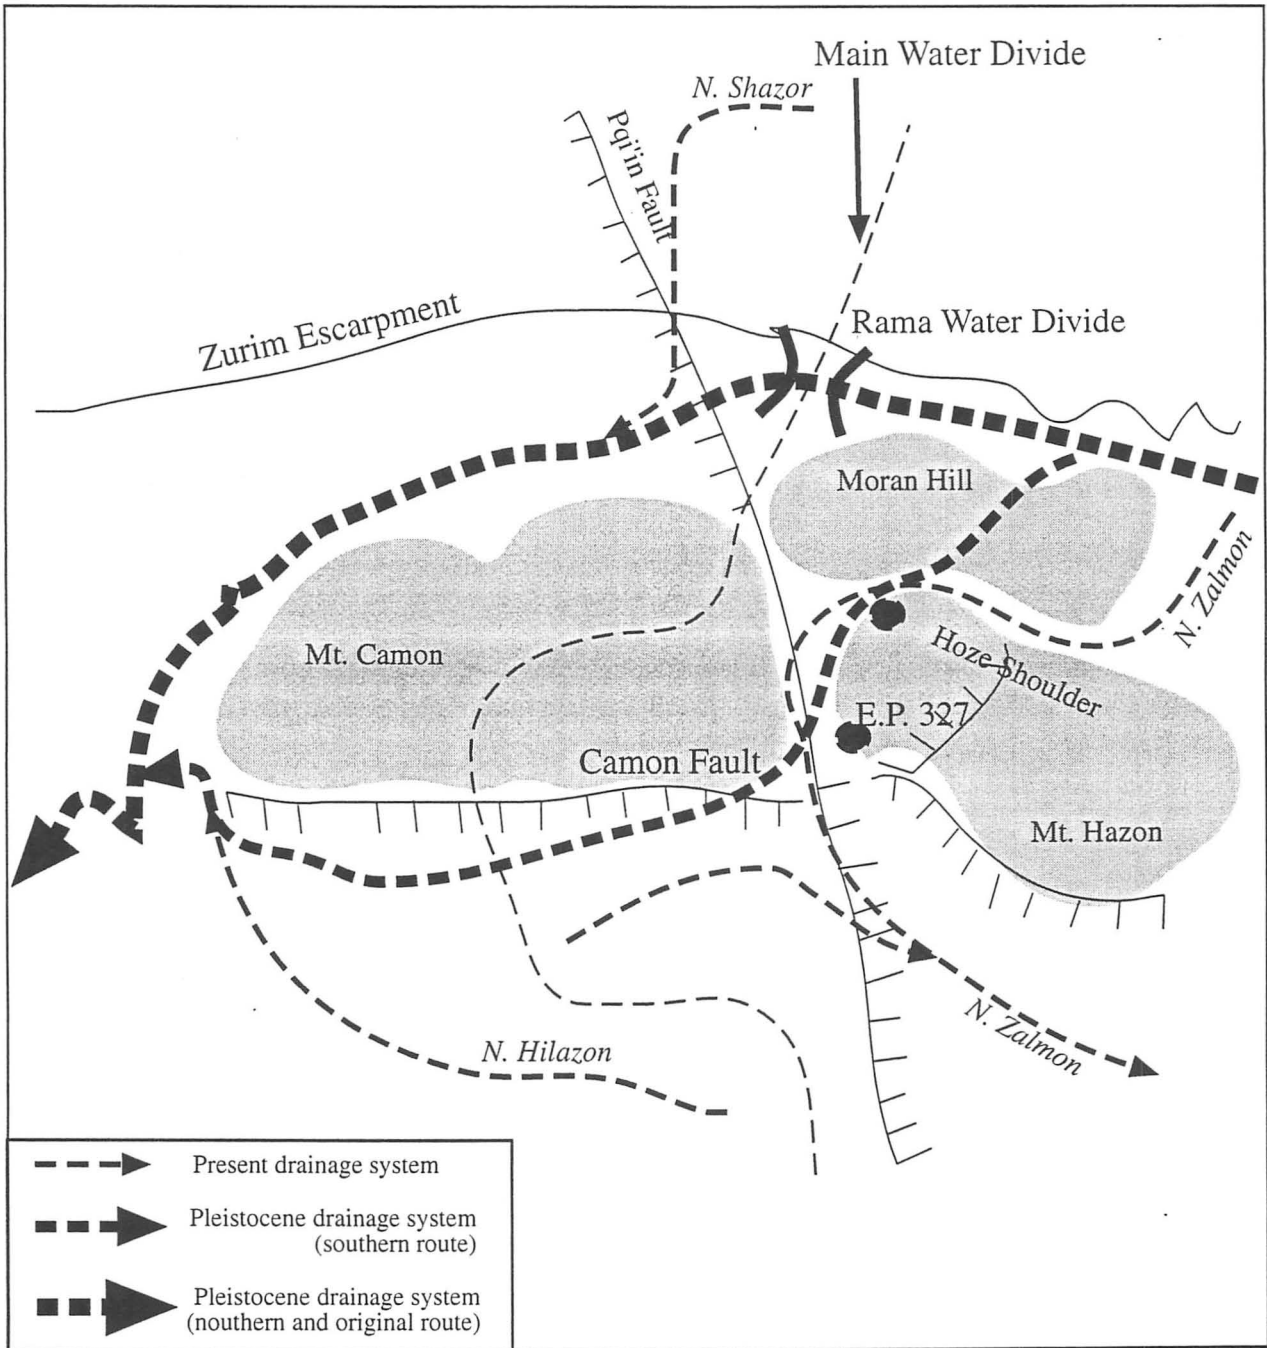 Main Water Divide
N. Shazor
Pqi'in Fault
Rama Water Divide
Zurim Escarpment
Moran Hill
N. Zalmon
Mt. Camon
Hoze Shoulder
E.P. 327
Camon Fault
Mt. Hazon
N. Zalmon
N. Hilazon
Present drainage system
Pleistocene drainage system
(southern route)
Pleistocene drainage system
(nouthern and original route)